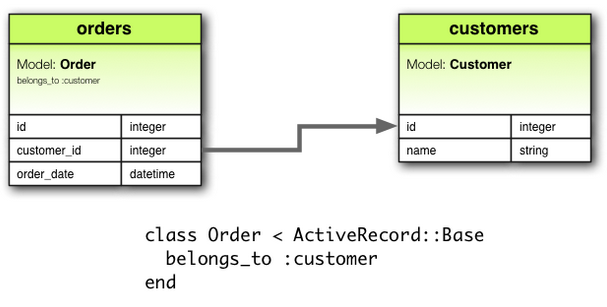 orders
Model: Order
belongs_to :customer
id integer
customer_id integer
order_date datetime
customers
Model: Customer
id integer
name string
class Order < ActiveRecord::Base
  belongs_to :customer
end